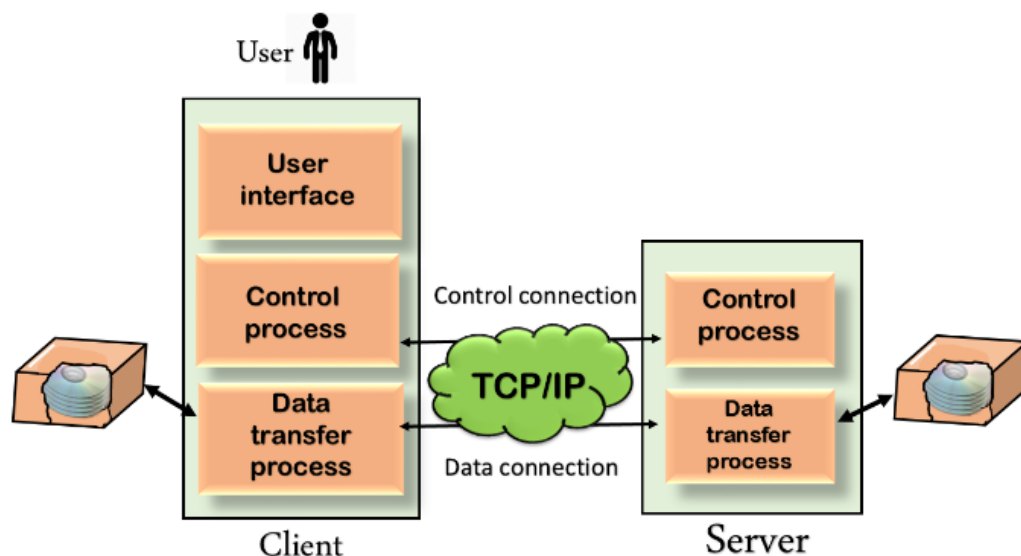 User
User
interface
Control
process
Data
transfer
process
Client
Control connection
TCP/IP
Data connection
Control
process
Data
transfer
process
Server